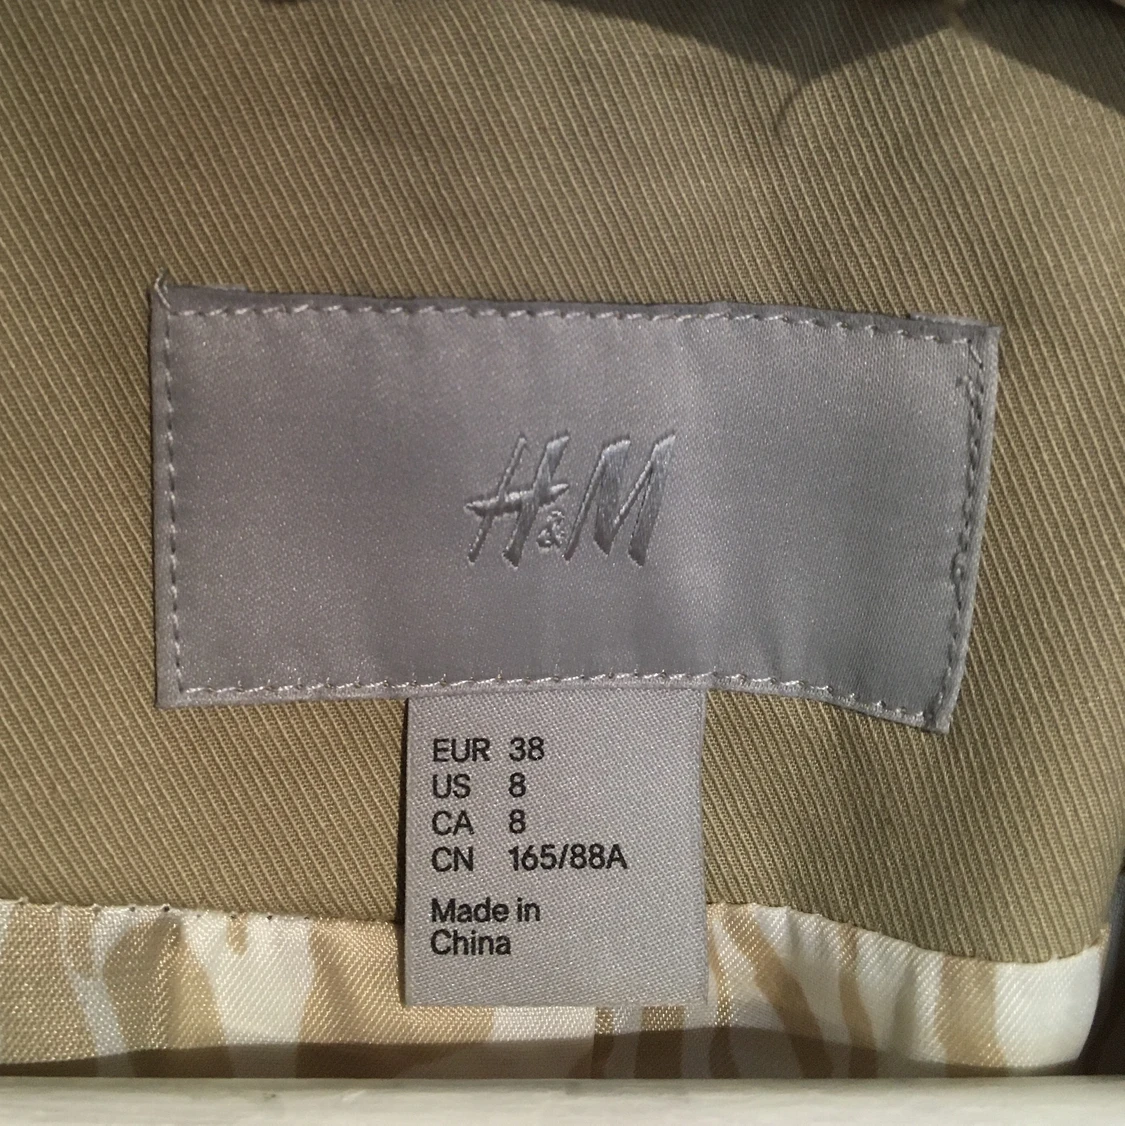 H&M
EUR 38
US 8
CA 8
CN 165/88A
Made in
China